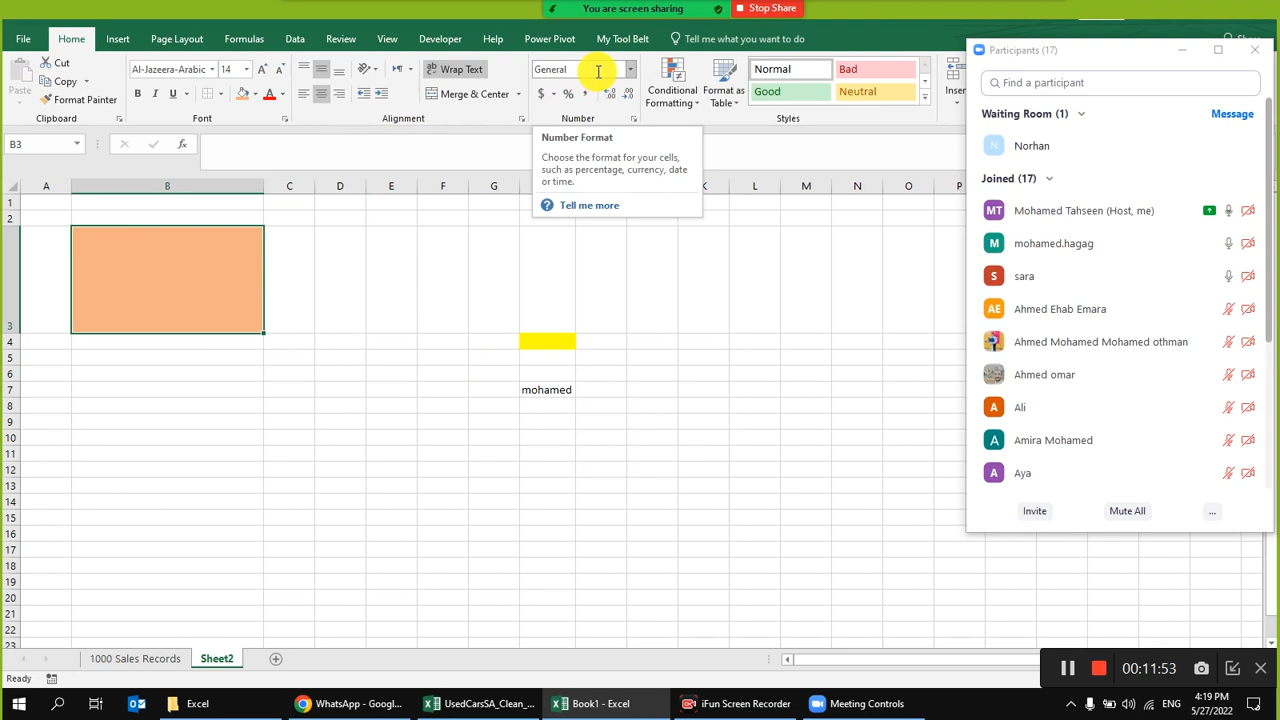 You are screen sharing
Stop Share
File Home Insert Page Layout Formulas Data Review View Developer Help Power Pivot My Tool Belt Tell me what you want to do
Cut
Copy
Format Painter
Paste
Clipboard
Al-Jazeera-Arabic 14
B I U
Font
Wrap Text
Merge & Center
Alignment
General
$ % ,
Number
Conditional Formatting
Format as Table
Normal Bad
Good Neutral
Styles
Insert
Number Format
Choose the format for your cells,
such as percentage, currency, date
or time.
Tell me more
B3
fx
A B C D E F G K L M N O P
1
2
3
4
5
6
7 mohamed
8
9
10
11
12
13
14
15
16
17
18
19
20
21
22
23
Participants (17)
Find a participant
Waiting Room (1) Message
N Norhan
Joined (17)
MT Mohamed Tahseen (Host, me)
M mohamed.hagag
S sara
AE Ahmed Ehab Emara
Ahmed Mohamed Mohamed othman
Ahmed omar
A Ali
A Amira Mohamed
A Aya
Invite Mute All ...
1000 Sales Records Sheet2
Ready
00:11:53
Excel WhatsApp - Googl... UsedCarsSA_Clean_... Book1 - Excel iFun Screen Recorder Meeting Controls
ENG
4:19 PM
5/27/2022